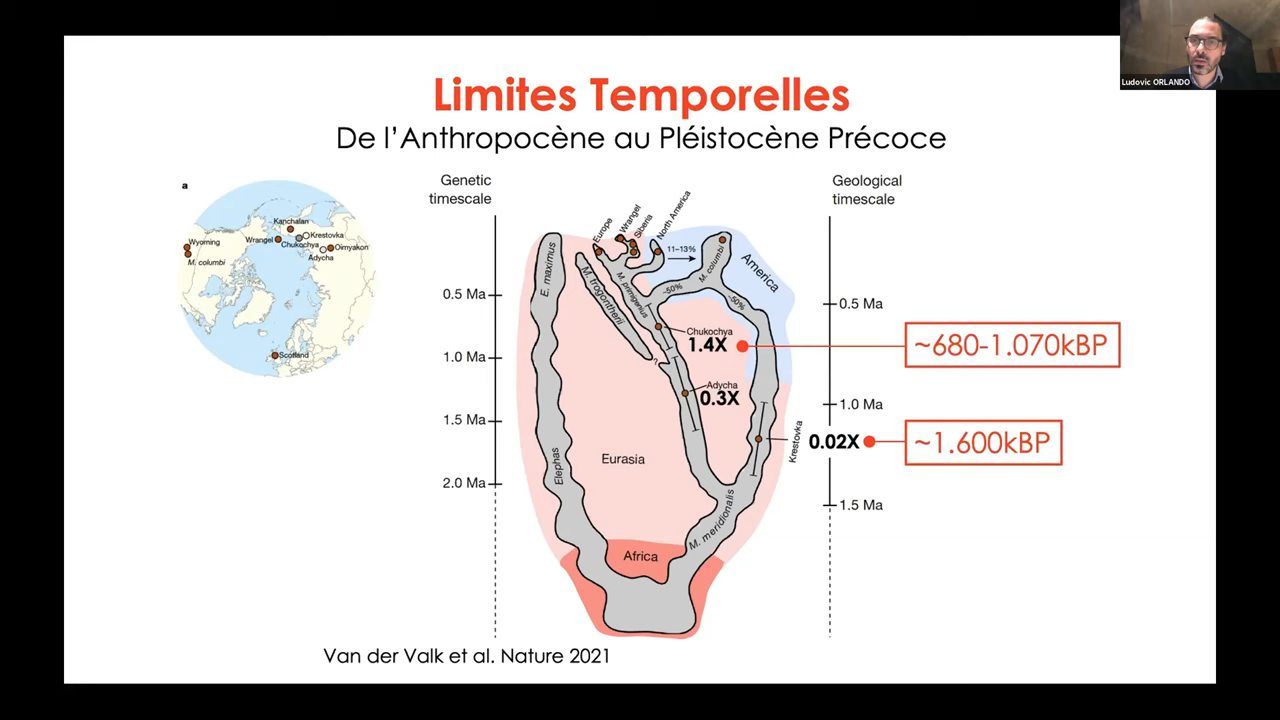 Ludovic ORLANDO
Limites Temporelles
De l'Anthropocène au Pléistocène Précoce
a
Kanchalan
Wyoming
Wrangel
Krestovka
Chukochya
Oimyakon
Adycha
M. columbi
Scotland
Genetic
timescale
0.5 Ma
1.0 Ma
1.5 Ma
2.0 Ma
Europe
Wrangel
Siberia
North America
11–13%
E. maximus
M. trogontherii
M. primigenius
M. columbi
America
~50%
~50%
Chukochya
1.4X
?
Adycha
0.3X
Krestovka
0.02X
Eurasia
Elephas
M. meridionalis
Africa
Geological
timescale
0.5 Ma
1.0 Ma
1.5 Ma
~680-1.070kBP
~1.600kBP
Van der Valk et al. Nature 2021